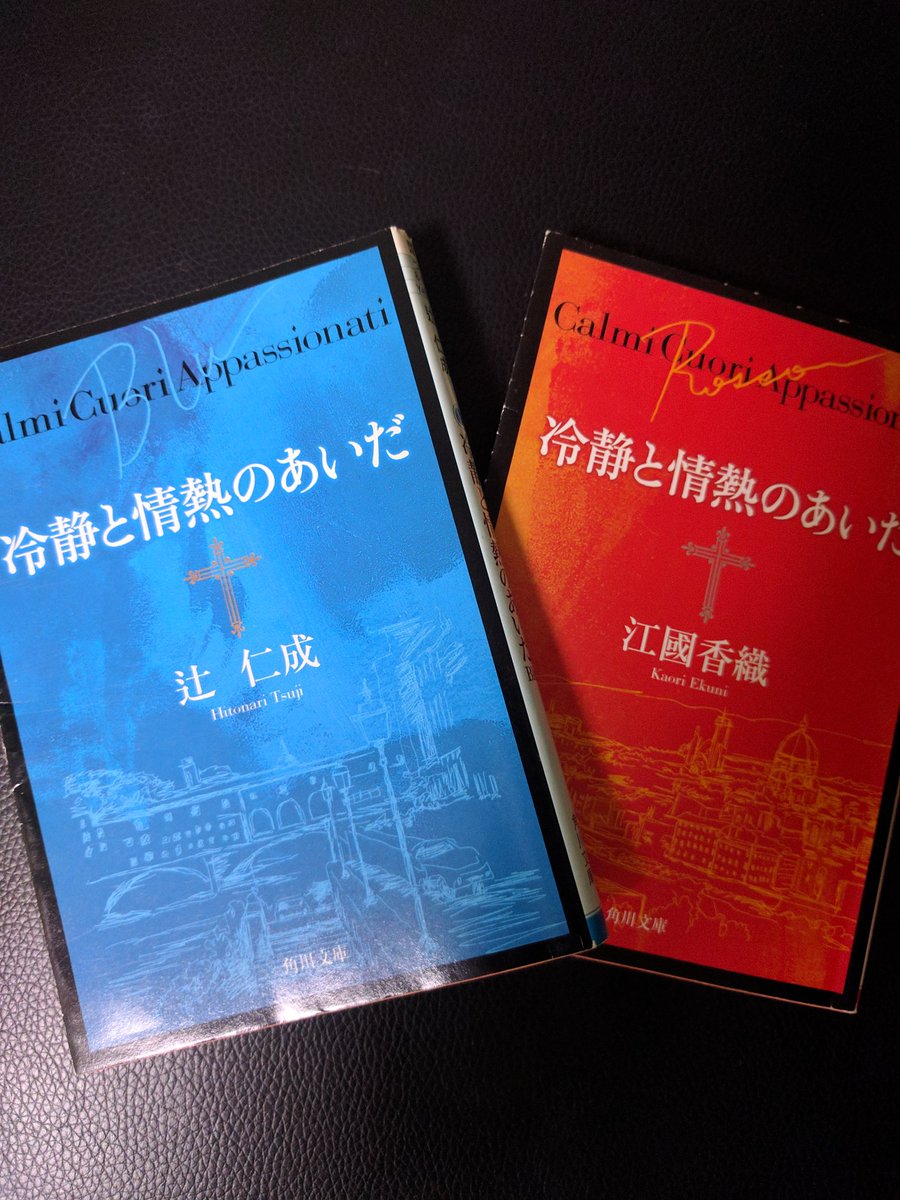 Blu
almi Cuori Appassionati
冷静と情熱のあいだ
辻 仁成
Hitonari Tsuji
角川文庫
Rosso
Calmi Cuori Appassion
冷静と情熱のあいだ
江國香織
Kaori Ekuni
角川文庫